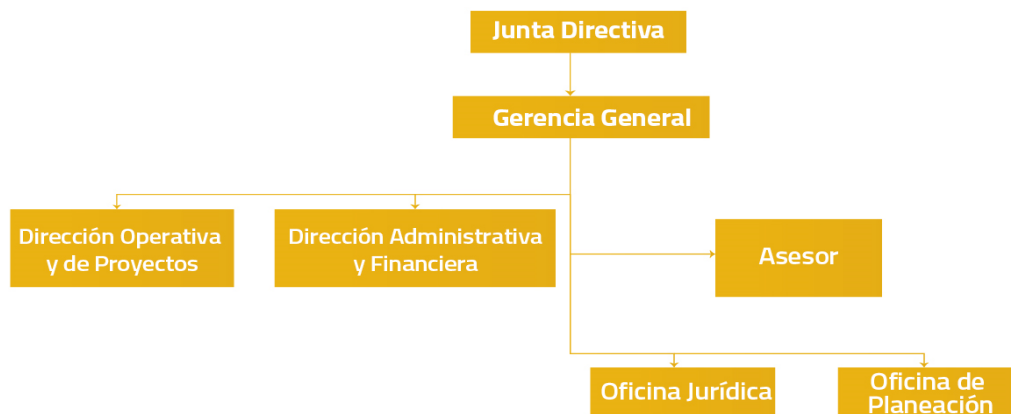 Junta Directiva
Gerencia General
Dirección Operativa
y de Proyectos
Dirección Administrativa
y Financiera
Asesor
Oficina Jurídica
Oficina de
Planeación